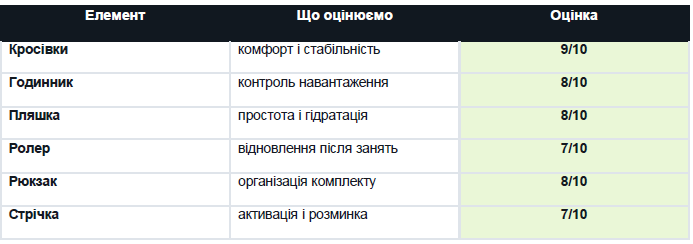 Елемент Що оцінюємо Оцінка
Кросівки комфорт і стабільність 9/10
Годинник контроль навантаження 8/10
Пляшка простота і гідратація 8/10
Ролер відновлення після занять 7/10
Рюкзак організація комплекту 8/10
Стрічка активація і розминка 7/10